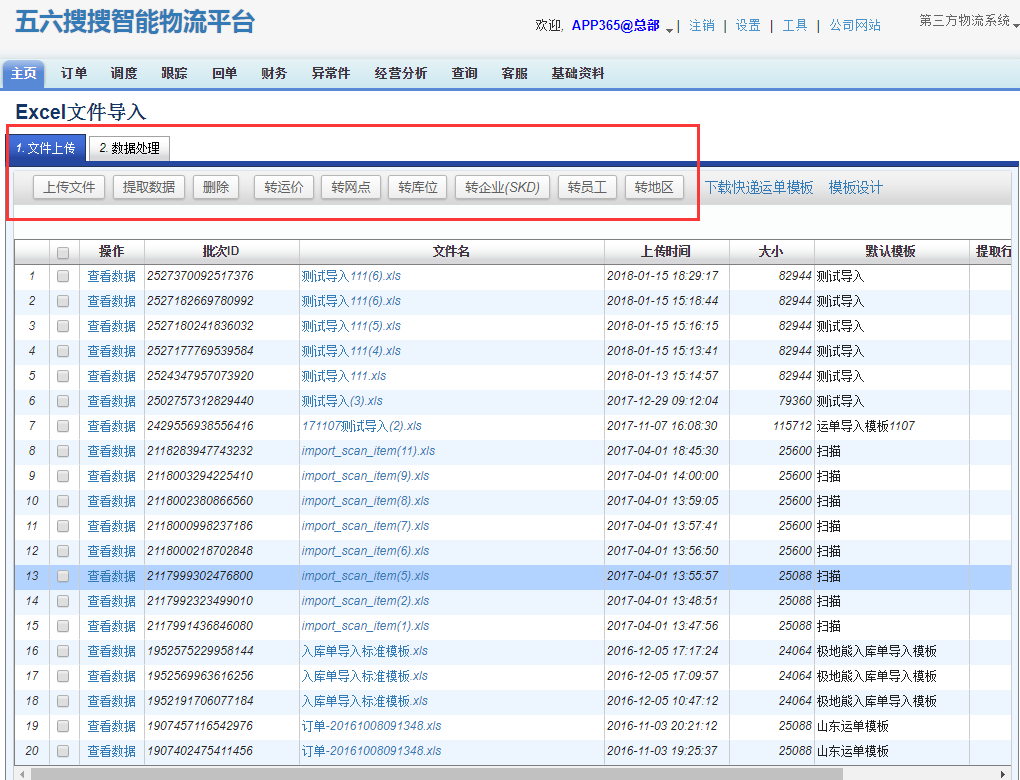 五六搜搜智能物流平台
欢迎, APP365@总部 | 注销 | 设置 | 工具 | 公司网站 第三方物流系统
主页 订单 调度 跟踪 回单 财务 异常件 经营分析 查询 客服 基础资料
Excel文件导入
1. 文件上传 2. 数据处理
上传文件 提取数据 删除 转运价 转网点 转库位 转企业(SKD) 转员工 转地区 下载快递运单模板 模板设计
操作 批次ID 文件名 上传时间 大小 默认模板 提取行
1 查看数据 2527370092517376 测试导入111(6).xls 2018-01-15 18:29:17 82944 测试导入
2 查看数据 2527182669780992 测试导入111(6).xls 2018-01-15 15:18:44 82944 测试导入
3 查看数据 2527180241836032 测试导入111(5).xls 2018-01-15 15:16:15 82944 测试导入
4 查看数据 2527177769539584 测试导入111(4).xls 2018-01-15 15:13:41 82944 测试导入
5 查看数据 2524347957073920 测试导入111.xls 2018-01-13 15:14:57 82944 测试导入
6 查看数据 2502757312829440 测试导入(3).xls 2017-12-29 09:12:04 79360 测试导入
7 查看数据 2429556938556416 171107测试导入(2).xls 2017-11-07 16:08:30 115712 运单导入模板1107
8 查看数据 2118283947743232 import_scan_item(11).xls 2017-04-01 18:45:30 25600 扫描
9 查看数据 2118003294225410 import_scan_item(9).xls 2017-04-01 14:00:00 25600 扫描
10 查看数据 2118002380866560 import_scan_item(8).xls 2017-04-01 13:59:05 25600 扫描
11 查看数据 2118000998237186 import_scan_item(7).xls 2017-04-01 13:57:41 25600 扫描
12 查看数据 2118000218702848 import_scan_item(6).xls 2017-04-01 13:56:50 25600 扫描
13 查看数据 2117999302476800 import_scan_item(5).xls 2017-04-01 13:55:57 25088 扫描
14 查看数据 2117992323499010 import_scan_item(2).xls 2017-04-01 13:48:51 25088 扫描
15 查看数据 2117991436846080 import_scan_item(1).xls 2017-04-01 13:47:56 25088 扫描
16 查看数据 1952575229958144 入库单导入标准模板.xls 2016-12-05 17:17:24 24064 极地熊入库单导入模板
17 查看数据 1952569963616256 入库单导入标准模板.xls 2016-12-05 17:09:57 24064 极地熊入库单导入模板
18 查看数据 1952191706077184 入库单导入标准模板.xls 2016-12-05 10:47:12 24064 极地能入库单导入模板
19 查看数据 1907457116542976 订单-20161008091348.xls 2016-11-03 20:21:12 25088 山东运单模板
20 查看数据 1907402475411456 订单-20161008091348.xls 2016-11-03 19:25:37 25088 山东运单模板